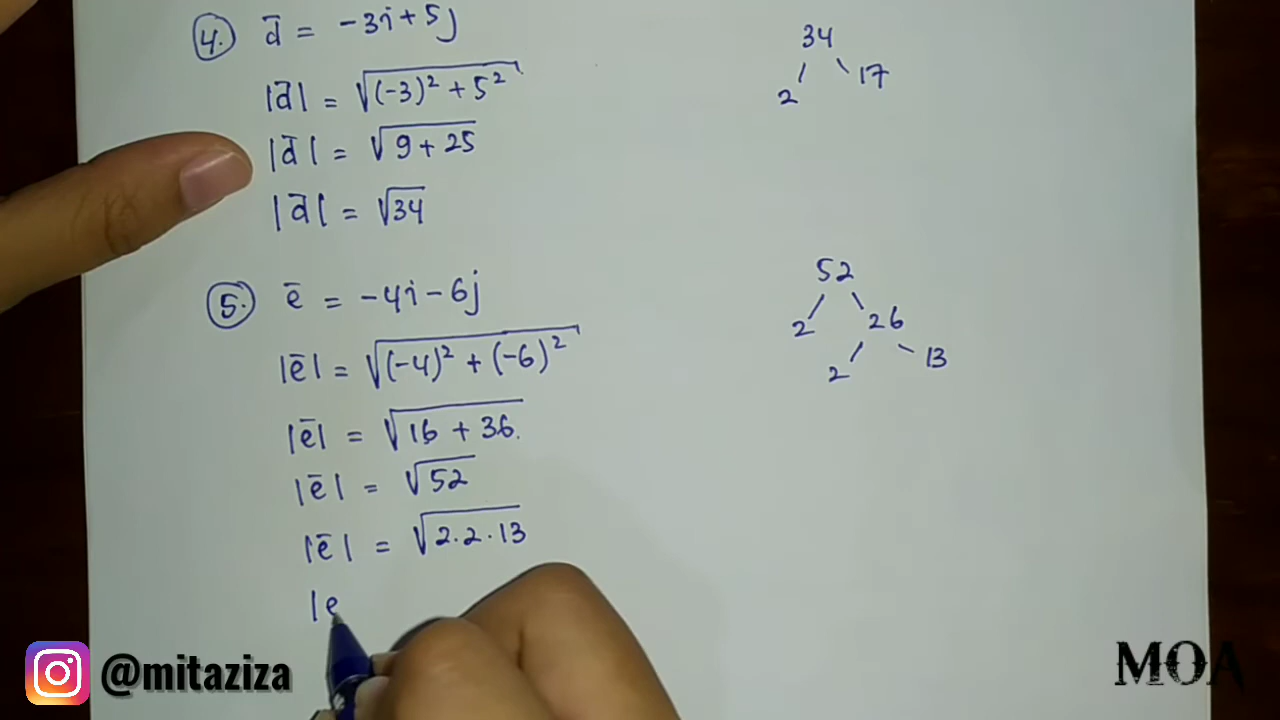 4. d̄ = -3i + 5j
|d̄| = √(-3)² + 5²
|d̄| = √9 + 25
|d̄| = √34
34
2 17
5. ē = -4i - 6j
|ē| = √(-4)² + (-6)²
|ē| = √16 + 36.
|ē| = √52
|ē| = √2.2.13
|e
52
2 26
2 13
@mitaziza
MOA